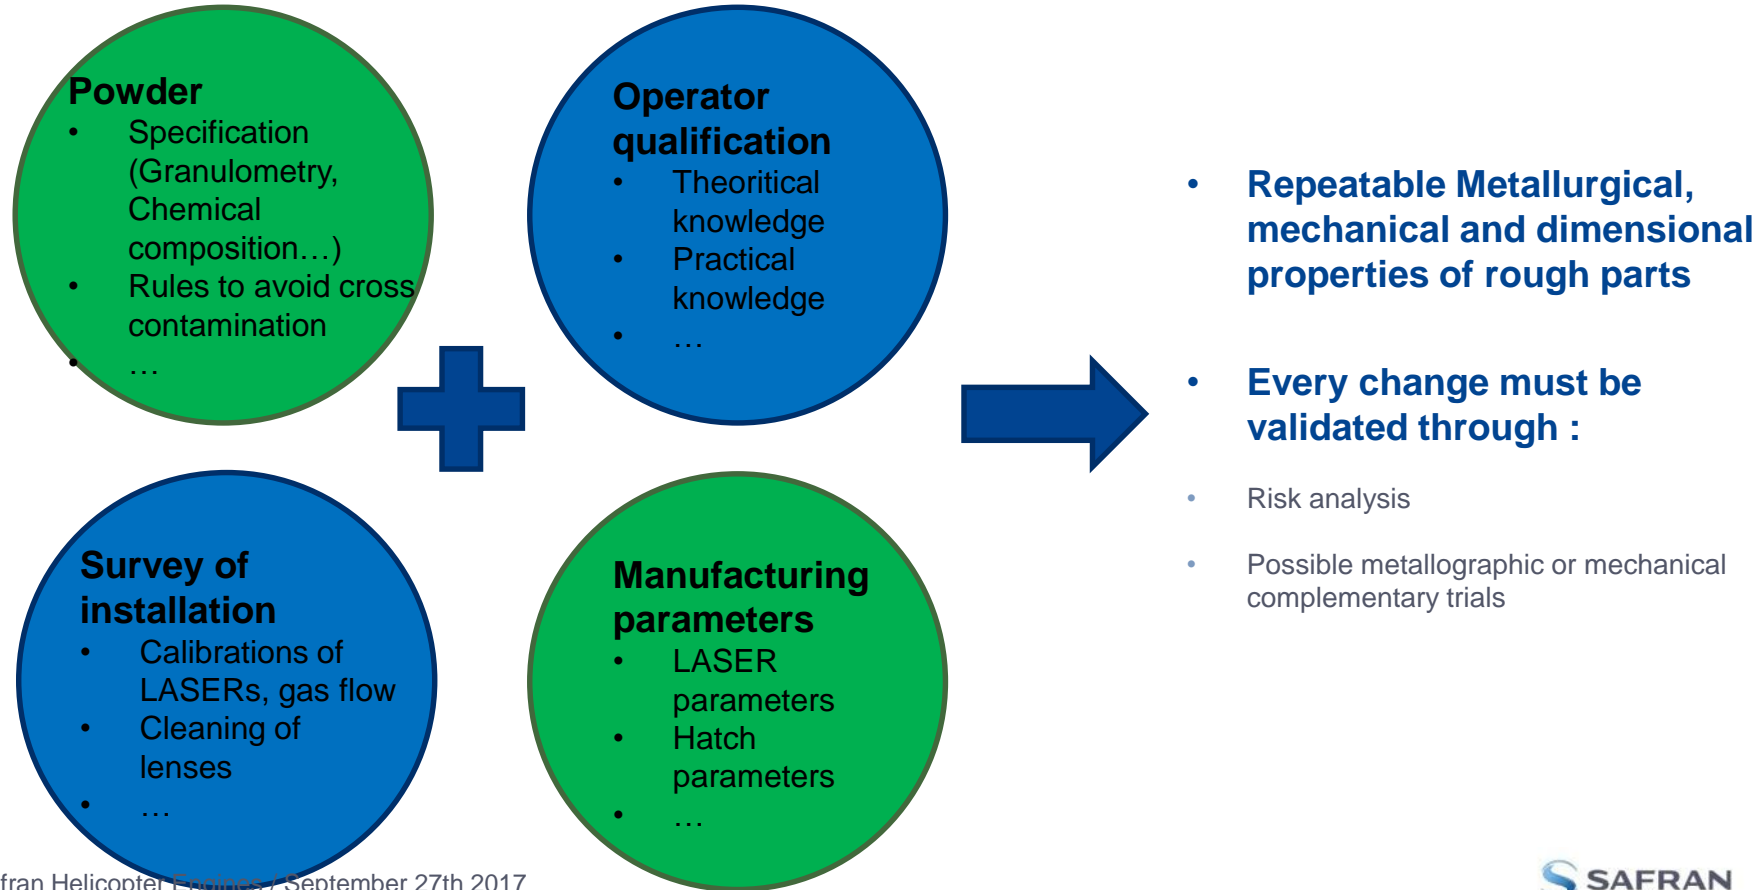 Powder
• Specification
(Granulometry,
Chemical
composition…)
• Rules to avoid cross
contamination
• …
Operator
qualification
• Theoritical
knowledge
• Practical
knowledge
• …
Survey of
installation
• Calibrations of
LASERs, gas flow
• Cleaning of
lenses
• …
Manufacturing
parameters
• LASER
parameters
• Hatch
parameters
• …
• Repeatable Metallurgical,
mechanical and dimensional
properties of rough parts
• Every change must be
validated through :
• Risk analysis
• Possible metallographic or mechanical
complementary trials
fran Helicopter Engines / September 27th 2017
SAFRAN